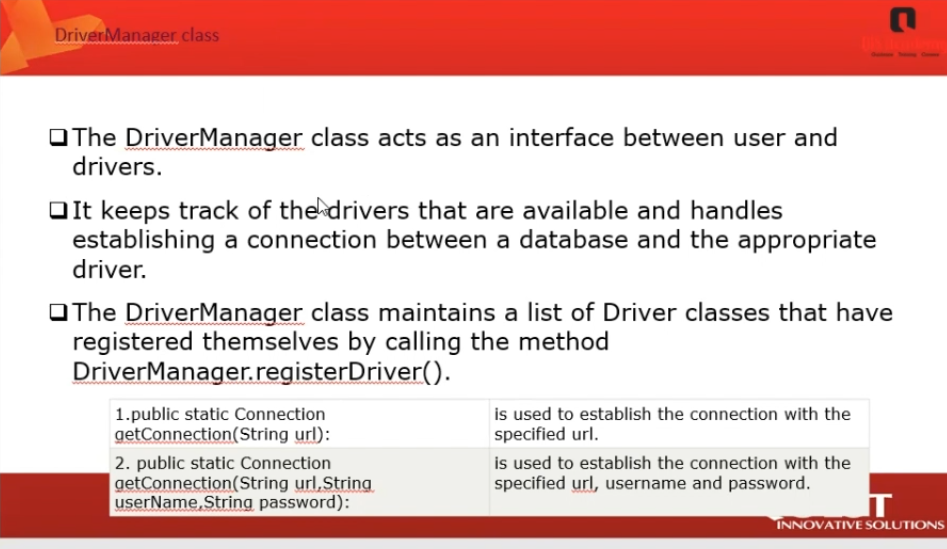 DriverManager class
The DriverManager class acts as an interface between user and
drivers.
It keeps track of the drivers that are available and handles
establishing a connection between a database and the appropriate
driver.
The DriverManager class maintains a list of Driver classes that have
registered themselves by calling the method
DriverManager.registerDriver().
1.public static Connection
getConnection(String url):
is used to establish the connection with the
specified url.
2. public static Connection
getConnection(String url,String
userName,String password):
is used to establish the connection with the
specified url, username and password.
INNOVATIVE SOLUTIONS